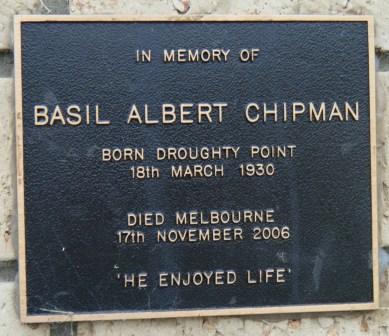 IN MEMORY OF
BASIL ALBERT CHIPMAN
BORN DROUGHTY POINT
18th MARCH 1930
DIED MELBOURNE
17th NOVEMBER 2006
'HE ENJOYED LIFE'